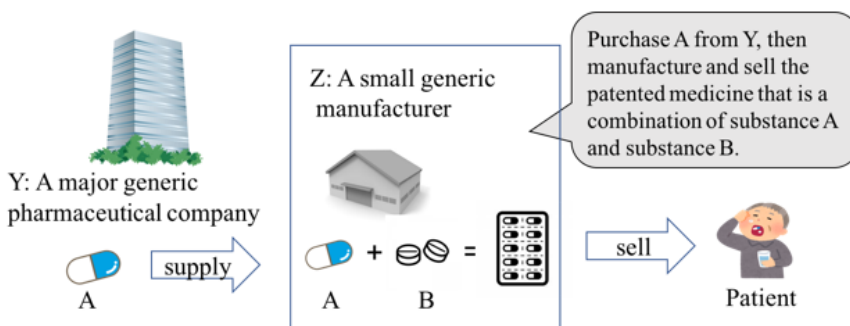 Purchase A from Y, then
manufacture and sell the
patented medicine that is a
combination of substance A
and substance B.
Z: A small generic
manufacturer
Y: A major generic
pharmaceutical company
A
supply
A
+
B
=
sell
Patient